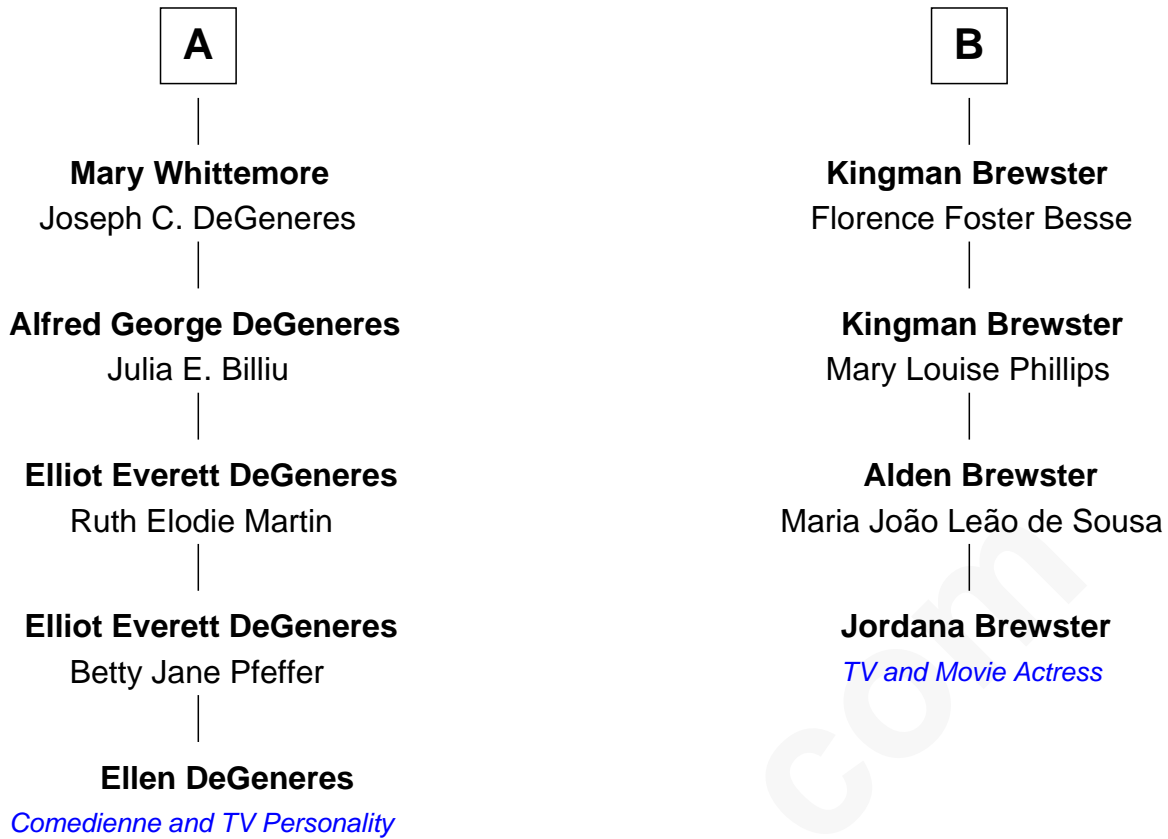 A
Mary Whittemore
Joseph C. DeGeneres
Alfred George DeGeneres
Julia E. Billiu
Elliot Everett DeGeneres
Ruth Elodie Martin
Elliot Everett DeGeneres
Betty Jane Pfeffer
Ellen DeGeneres
Comedienne and TV Personality
B
Kingman Brewster
Florence Foster Besse
Kingman Brewster
Mary Louise Phillips
Alden Brewster
Maria João Leão de Sousa
Jordana Brewster
TV and Movie Actress
com